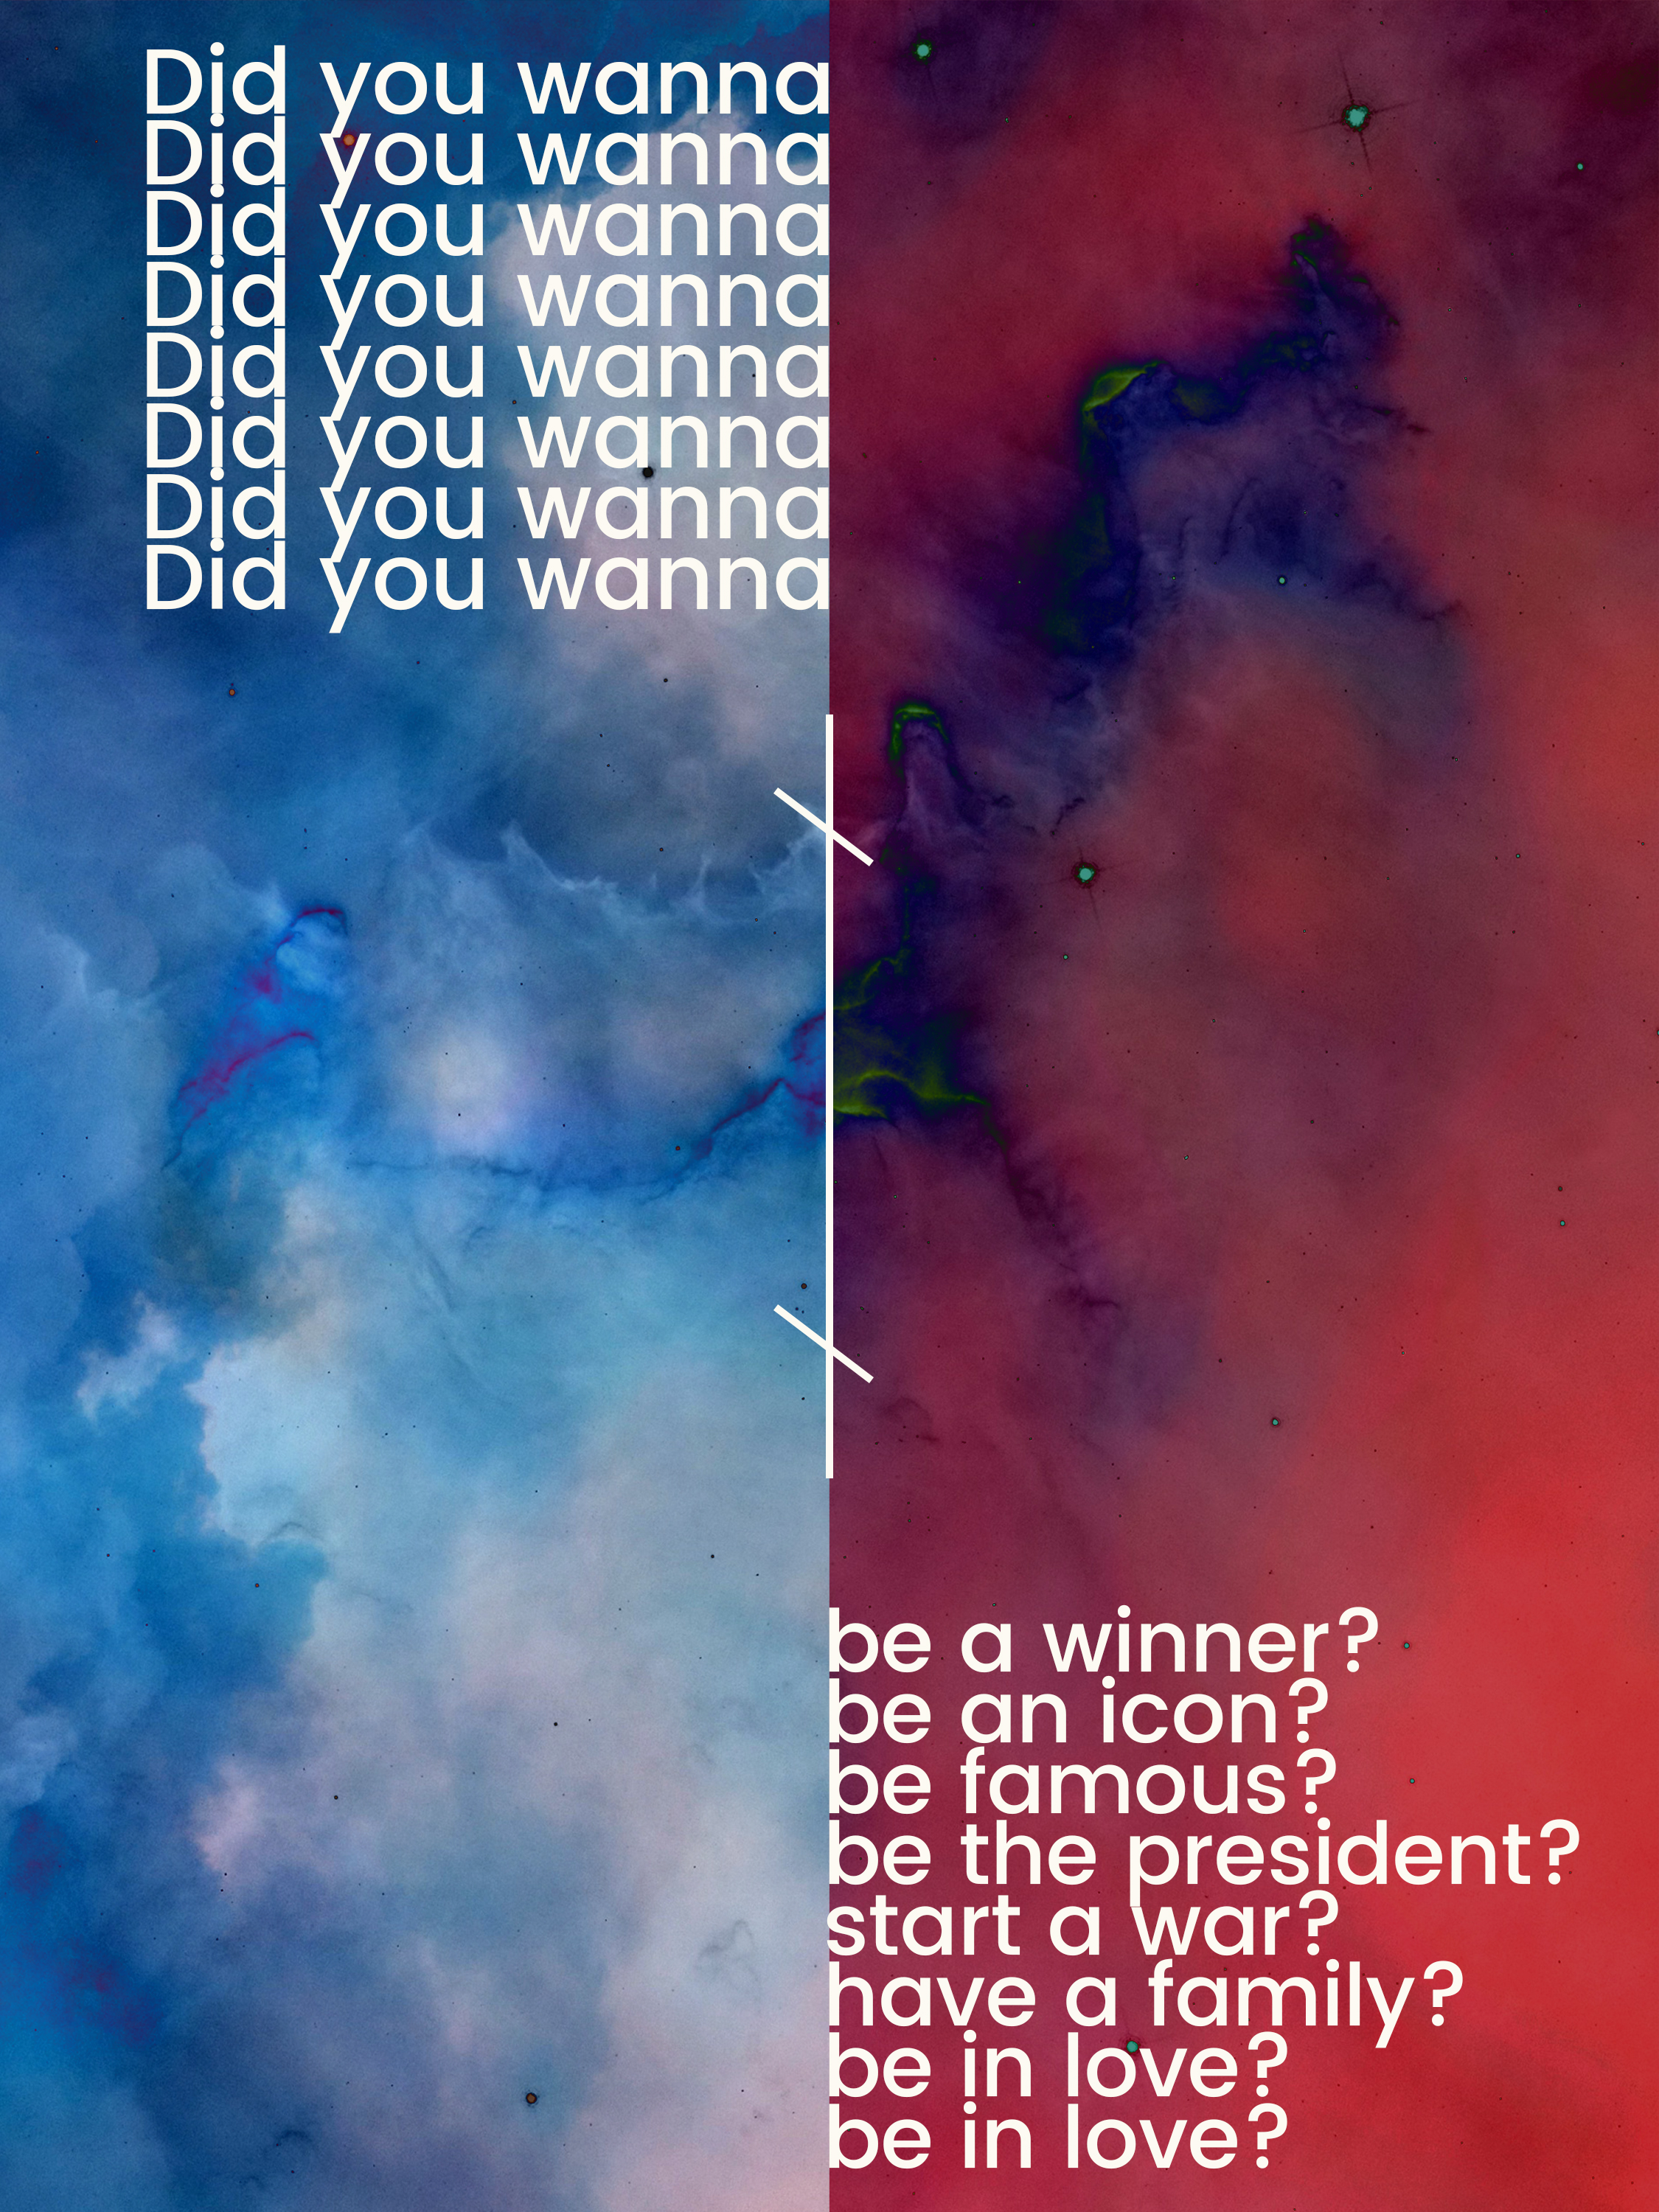 Did you wanna
Did you wanna
Did you wanna
Did you wanna
Did you wanna
Did you wanna
Did you wanna
Did you wanna
be a winner?
be an icon?
be famous?
be the president?
start a war?
have a family?
be in love?
be in love?